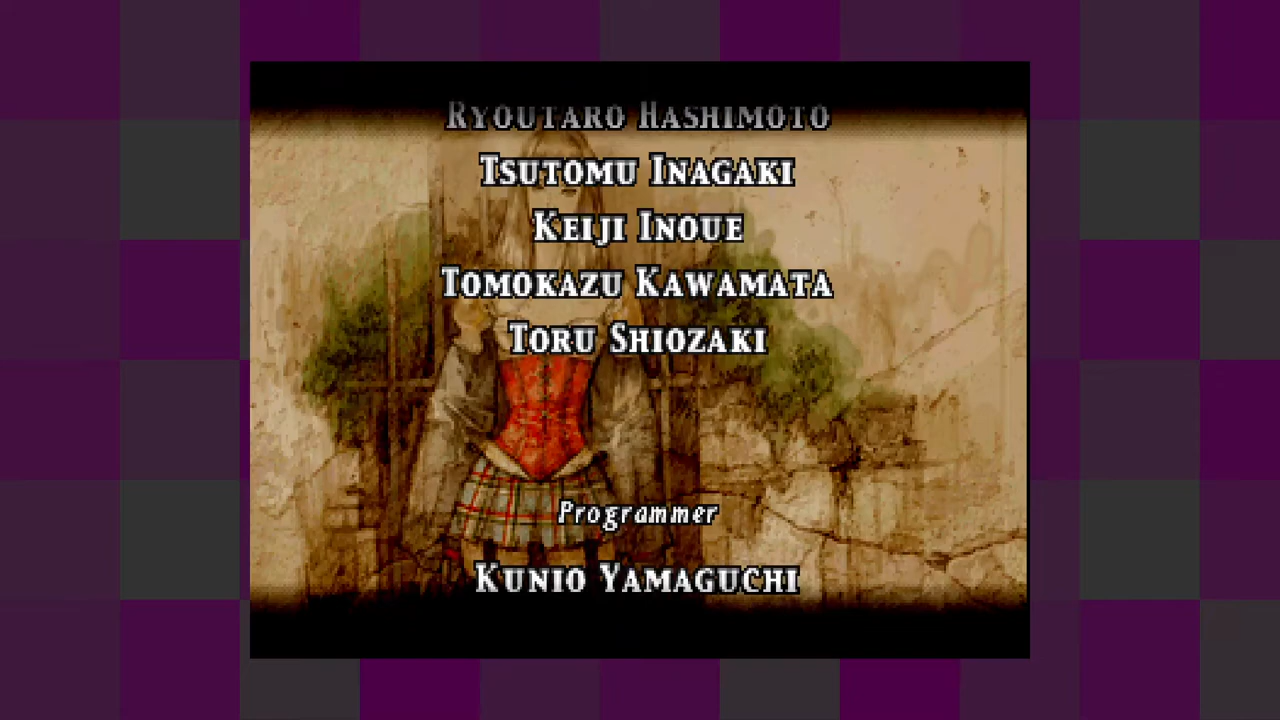 Ryoutaro Hashimoto
Tsutomu Inagaki
Keiji Inoue
Tomokazu Kawamata
Toru Shiozaki
Programmer
Kunio Yamaguchi